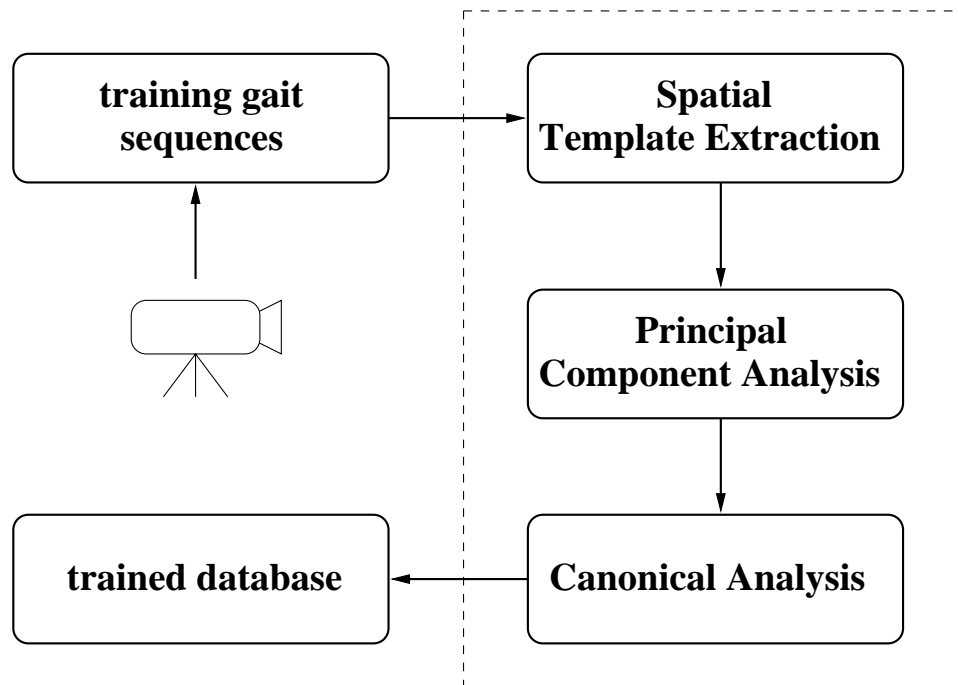 training gait
sequences
Spatial
Template Extraction
Principal
Component Analysis
Canonical Analysis
trained database